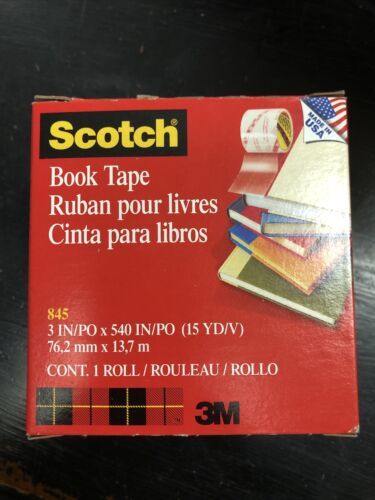 Scotch®
MADE IN
USA
Book Tape
Ruban pour livres
Cinta para libros
845
3 IN/PO x 540 IN/PO (15 YD/V)
76,2 mm x 13,7 m
CONT. 1 ROLL / ROULEAU / ROLLO
™
3M